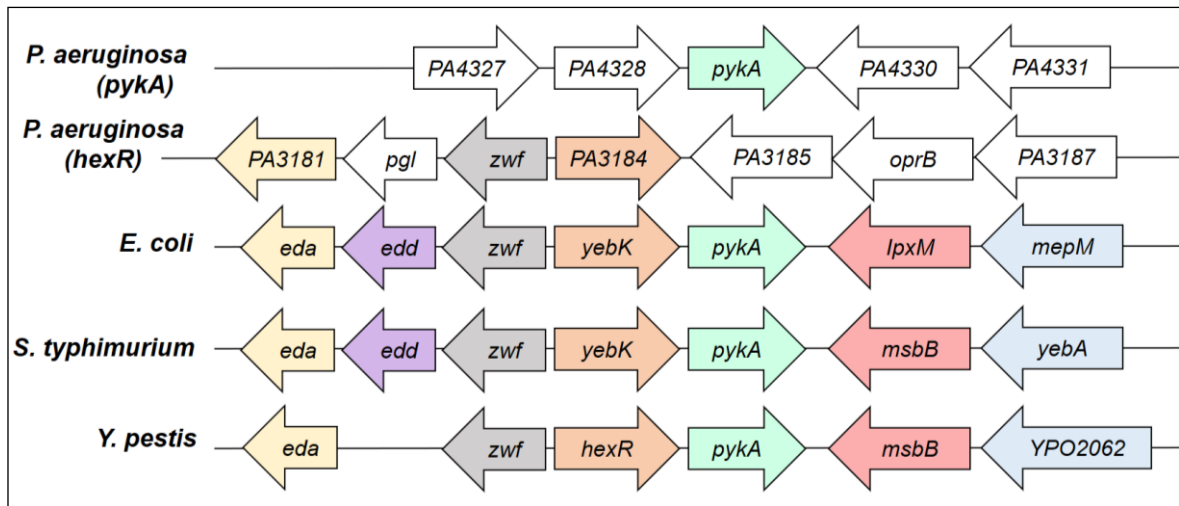 P. aeruginosa
(pykA)
PA4327 PA4328 pykA PA4330 PA4331
P. aeruginosa
(hexR)
PA3181 pgl zwf PA3184 PA3185 oprB PA3187
E. coli
eda edd zwf yebK pykA lpxM mepM
S. typhimurium
eda edd zwf yebK pykA msbB yebA
Y. pestis
eda zwf hexR pykA msbB YPO2062